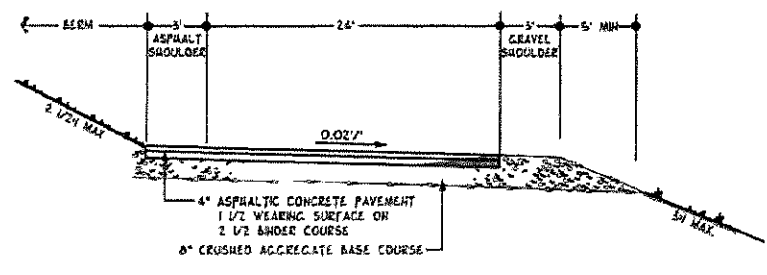 BERM
3'
26'
3'
5' MIN
ASPHALT
SHOULDER
GRAVEL
SHOULDER
2 1/2:1 MAX
0.02'/'
4" ASPHALTIC CONCRETE PAVEMENT
1 1/2 WEARING SURFACE ON
2 1/2 BINDER COURSE
8" CRUSHED AGGREGATE BASE COURSE
3:1 MAX.